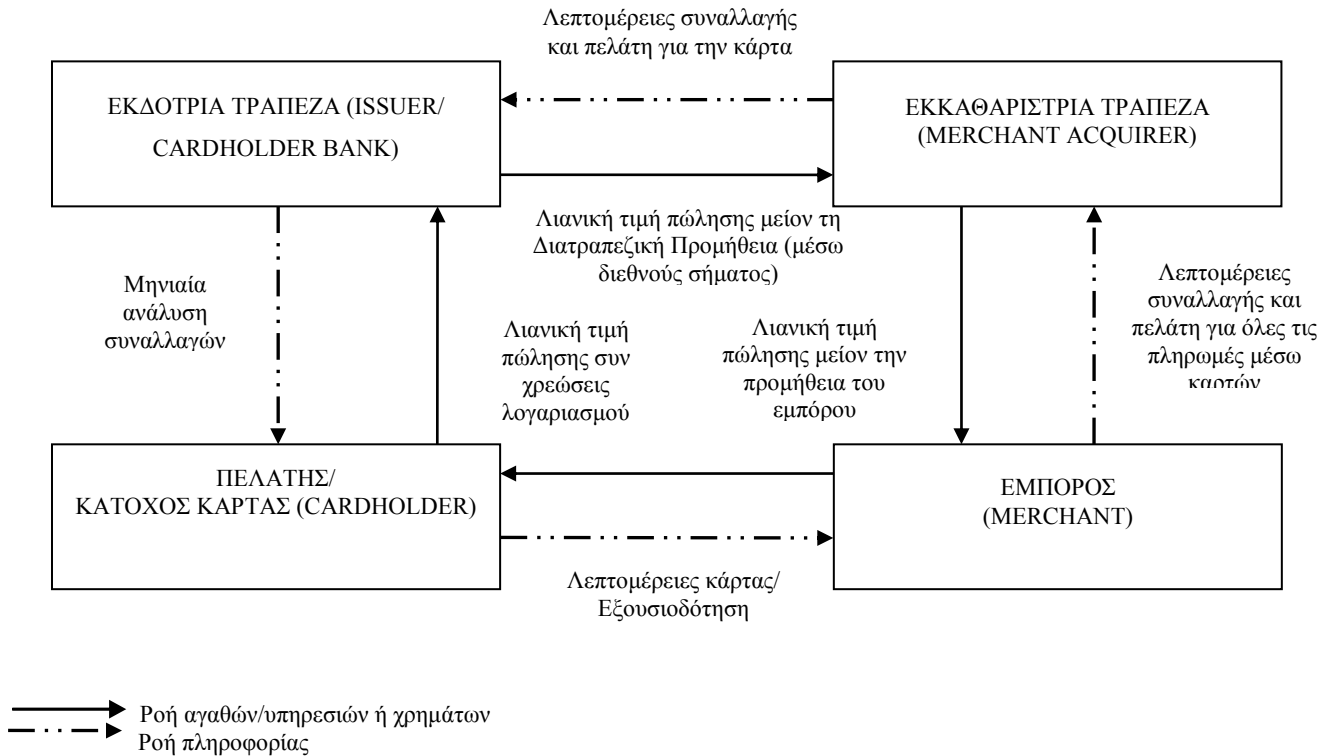 Λεπτομέρειες συναλλαγής
και πελάτη για την κάρτα
ΕΚΔΟΤΡΙΑ ΤΡΑΠΕΖΑ (ISSUER/
CARDHOLDER BANK)
ΕΚΚΑΘΑΡΙΣΤΡΙΑ ΤΡΑΠΕΖΑ
(MERCHANT ACQUIRER)
Λιανική τιμή πώλησης μείον τη
Διατραπεζική Προμήθεια (μέσω
διεθνούς σήματος)
Μηνιαία
ανάλυση
συναλλαγών
Λιανική τιμή
πώλησης συν
χρεώσεις
λογαριασμού
Λιανική τιμή
πώλησης μείον την
προμήθεια του
εμπόρου
Λεπτομέρειες
συναλλαγής και
πελάτη για όλες τις
πληρωμές μέσω
καρτών
ΠΕΛΑΤΗΣ/
ΚΑΤΟΧΟΣ ΚΑΡΤΑΣ (CARDHOLDER)
ΕΜΠΟΡΟΣ
(MERCHANT)
Λεπτομέρειες κάρτας/
Εξουσιοδότηση
Ροή αγαθών/υπηρεσιών ή χρημάτων
Ροή πληροφορίας